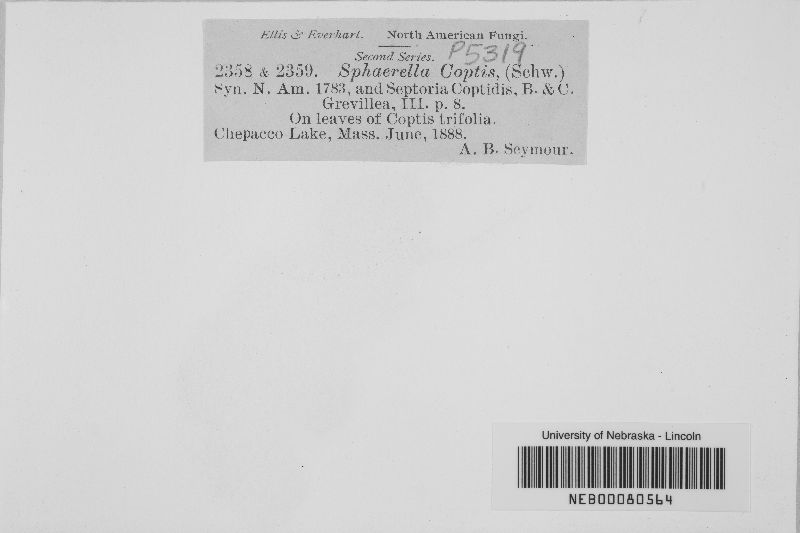 Ellis & Everhart. North American Fungi.
Second Series. P5319
2358 & 2359. Sphaerella Coptis, (Schw.)
Syn. N. Am. 1783, and Septoria Coptidis, B. & C.
Grevillea, III. p. 8.
On leaves of Coptis trifolia.
Chepacco Lake, Mass. June, 1888.
A. B. Seymour.
University of Nebraska - Lincoln
NEB00080564